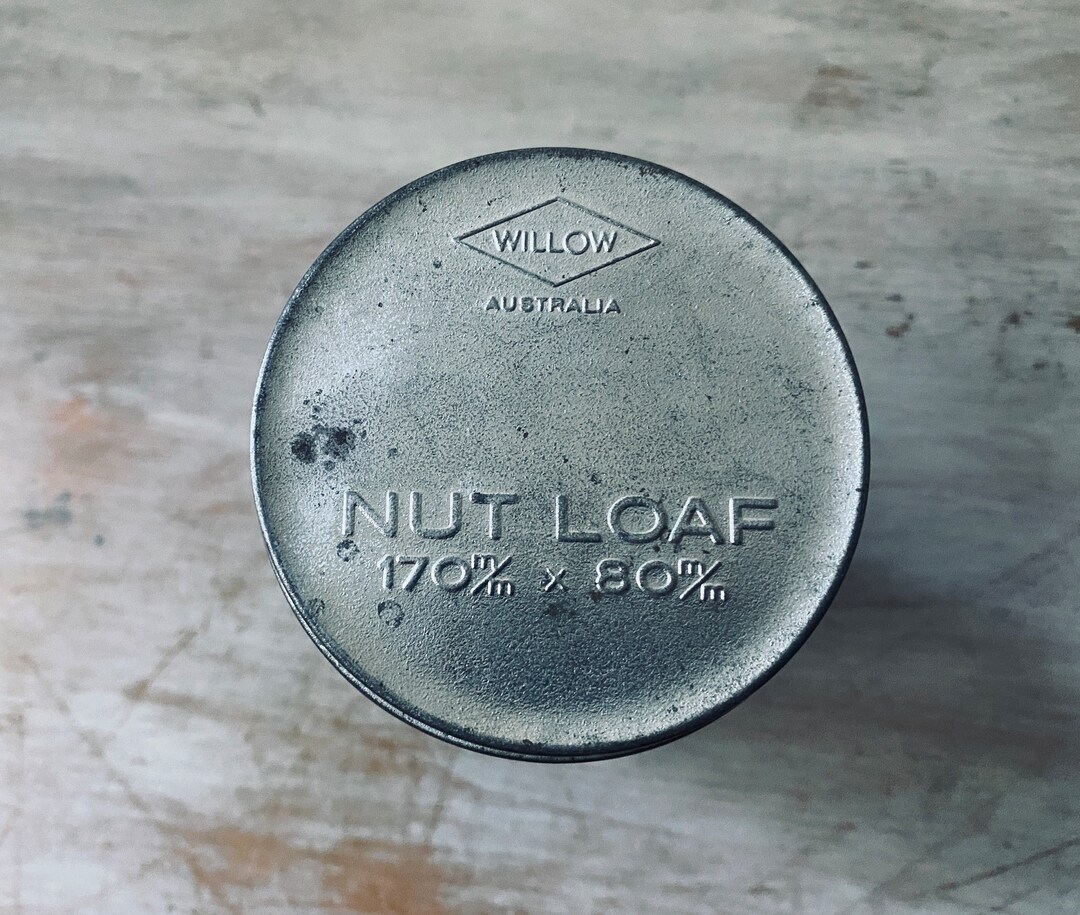 WILLOW
AUSTRALIA
NUT LOAF
170m/m x 80m/m